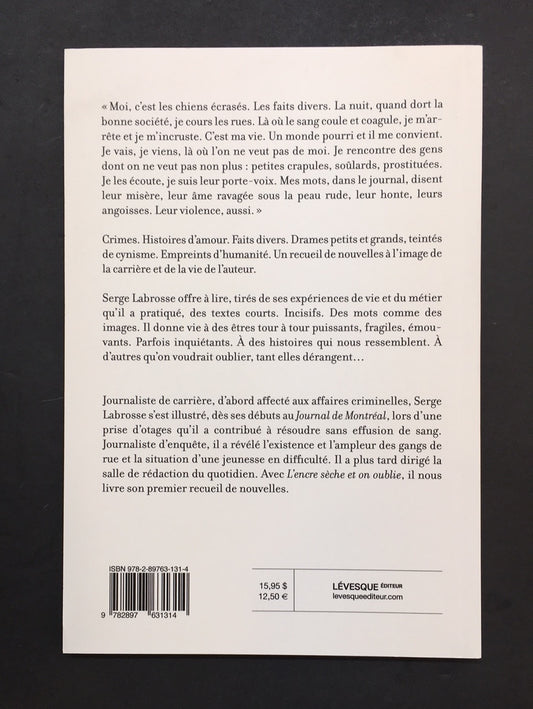 « Moi, c'est les chiens écrasés. Les faits divers. La nuit, quand dort la
bonne société, je cours les rues. Là où le sang coule et coagule, je m'ar-
rête et je m'incruste. C'est ma vie. Un monde pourri et il me convient.
Je vais, je viens, là où l'on ne veut pas de moi. Je rencontre des gens
dont on ne veut pas non plus : petites crapules, soûlards, prostituées.
Je les écoute, je suis leur porte-voix. Mes mots, dans le journal, disent
leur misère, leur âme ravagée sous la peau rude, leur honte, leurs
angoisses. Leur violence, aussi. »
Crimes. Histoires d'amour. Faits divers. Drames petits et grands, teintés
de cynisme. Empreints d'humanité. Un recueil de nouvelles à l'image de
la carrière et de la vie de l'auteur.
Serge Labrosse offre à lire, tirés de ses expériences de vie et du métier
qu'il a pratiqué, des textes courts. Incisifs. Des mots comme des
images. Il donne vie à des êtres tour à tour puissants, fragiles, émou-
vants. Parfois inquiétants. À des histoires qui nous ressemblent. À
d'autres qu'on voudrait oublier, tant elles dérangent…
Journaliste de carrière, d'abord affecté aux affaires criminelles, Serge
Labrosse s'est illustré, dès ses débuts au Journal de Montréal, lors d'une
prise d'otages qu'il a contribué à résoudre sans effusion de sang.
Journaliste d'enquête, il a révélé l'existence et l'ampleur des gangs de
rue et la situation d'une jeunesse en difficulté. Il a plus tard dirigé la
salle de rédaction du quotidien. Avec L'encre sèche et on oublie, il nous
livre son premier recueil de nouvelles.
ISBN 978-2-89763-131-4
9 782897 631314
15,95 $
12,50 €
LÉVESQUE ÉDITEUR
levesqueediteur.com